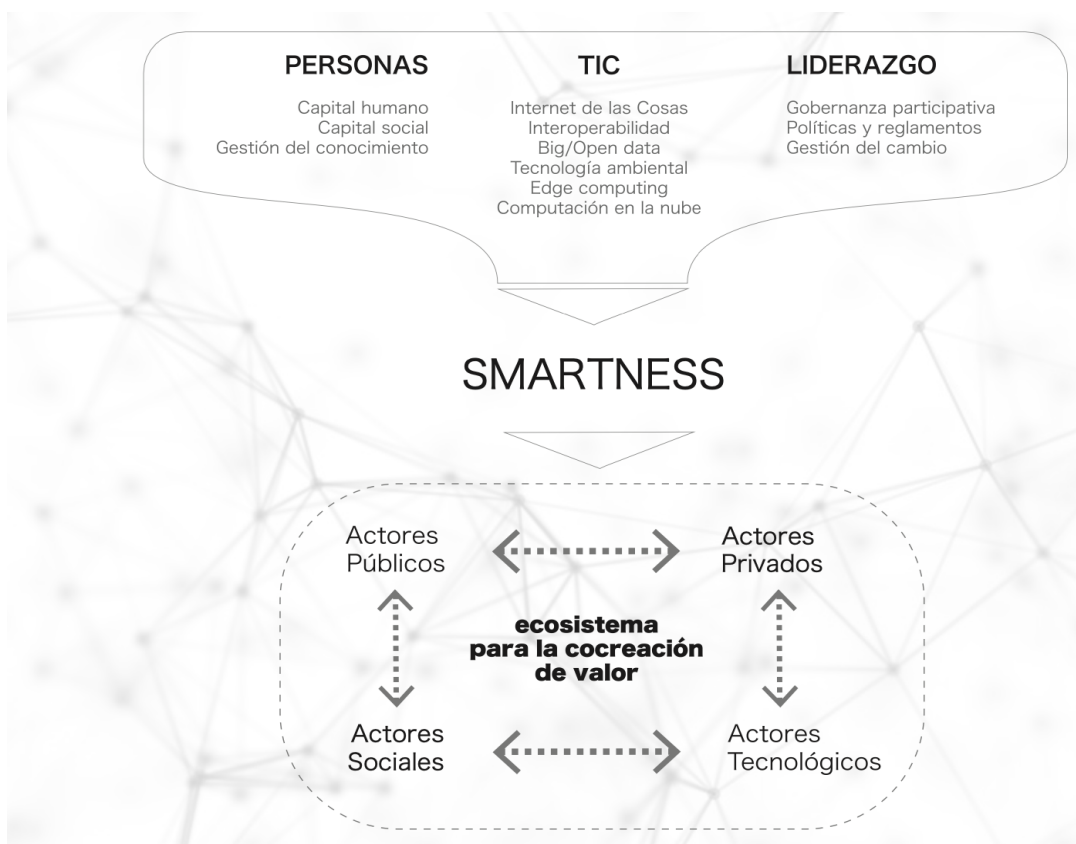 PERSONAS
Capital humano
Capital social
Gestión del conocimiento
TIC
Internet de las Cosas
Interoperabilidad
Big/Open data
Tecnología ambiental
Edge computing
Computación en la nube
LIDERAZGO
Gobernanza participativa
Políticas y reglamentos
Gestión del cambio
SMARTNESS
Actores
Públicos
Actores
Privados
ecosistema
para la cocreación
de valor
Actores
Sociales
Actores
Tecnológicos